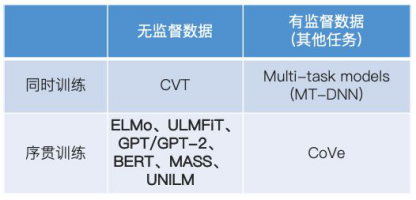 无监督数据
有监督数据
(其他任务)
同时训练
CVT
Multi-task models
(MT-DNN)
序贯训练
ELMo、ULMFiT、
GPT/GPT-2、
BERT、MASS、
UNILM
CoVe